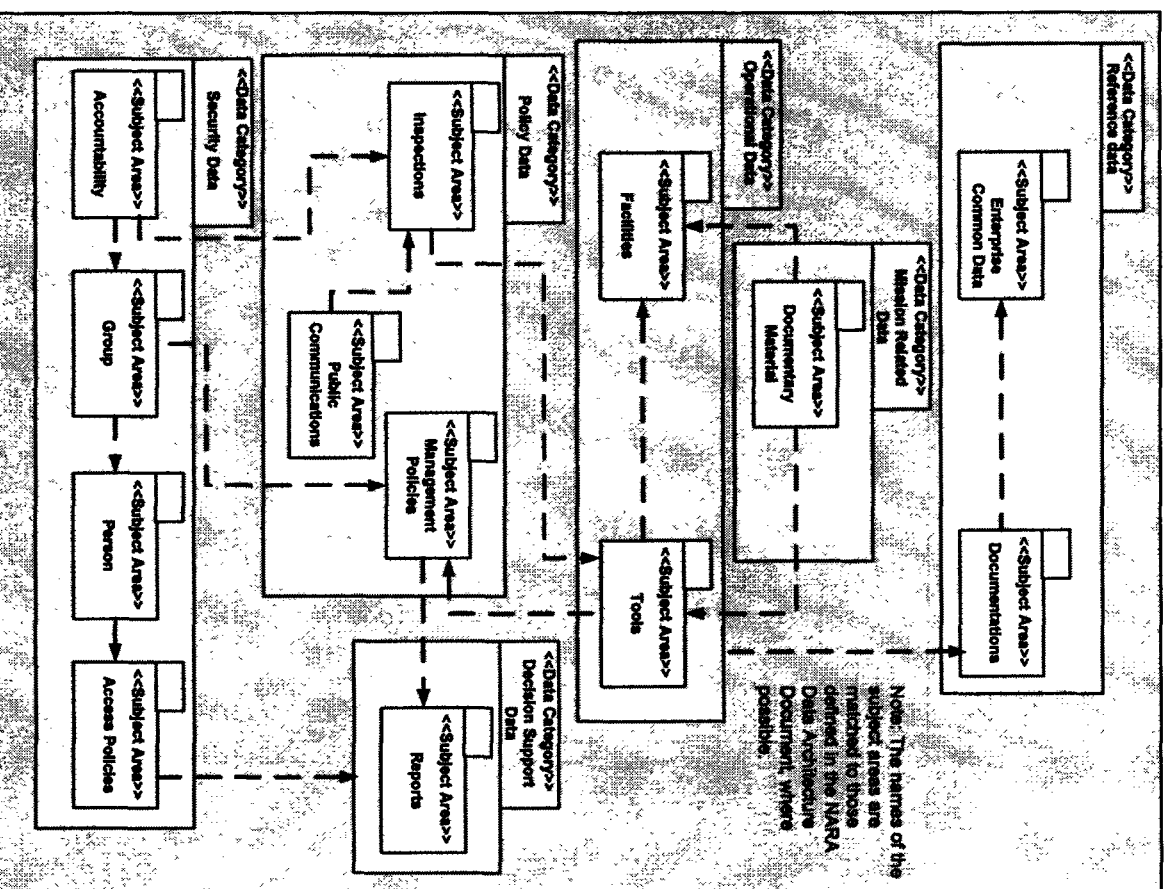 <<Data Category>>
Reference data
<<Subject Area>>
Enterprise
Common Data
<<Subject Area>>
Documentations
<<Data Category>>
Mission Related
Data
<<Subject Area>>
Documentary
Material
Note: The names of the
subject areas are
matched to those
defined in the NARA
Data Architecture
Document, where
possible.
<<Data Category>>
Operational Data
<<Subject Area>>
Facilities
<<Subject Area>>
Tools
<<Data Category>>
Policy Data
<<Subject Area>>
Inspections
<<Subject Area>>
Public
Communications
<<Subject Area>>
Management
Policies
<<Data Category>>
Decision Support
Data
<<Subject Area>>
Reports
<<Data Category>>
Security Data
<<Subject Area>>
Accountability
<<Subject Area>>
Group
<<Subject Area>>
Person
<<Subject Area>>
Access Policies